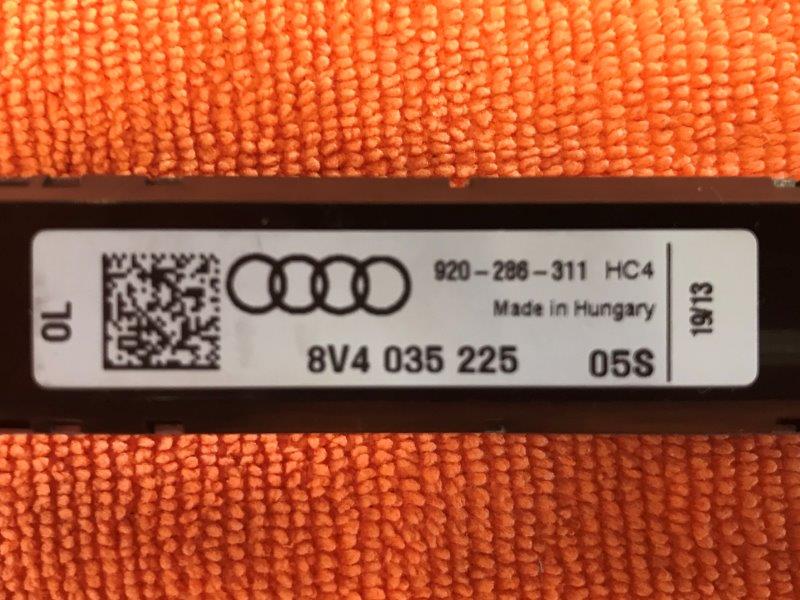 0L
920-286-311 HC4
Made in Hungary
8V4 035 225 05S
19/13